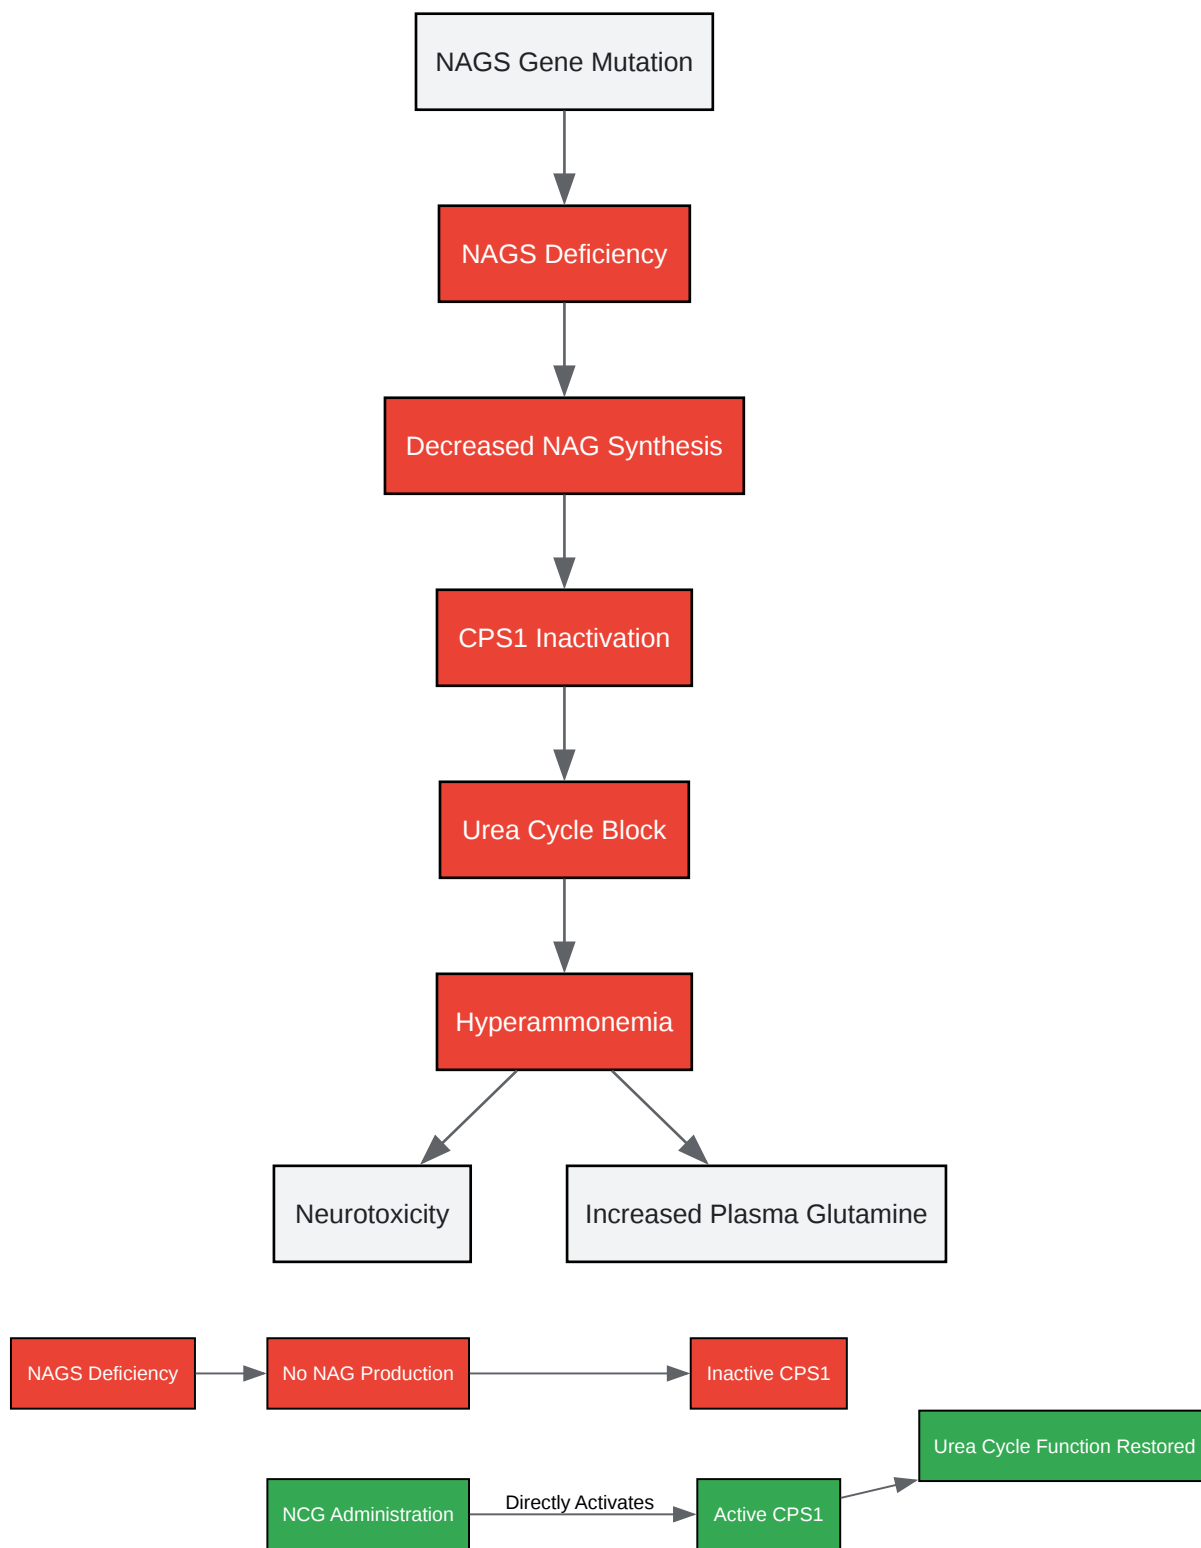 NAGS Gene Mutation
NAGS Deficiency
Decreased NAG Synthesis
CPS1 Inactivation
Urea Cycle Block
Hyperammonemia
Neurotoxicity
Increased Plasma Glutamine
NAGS Deficiency
No NAG Production
Inactive CPS1
Urea Cycle Function Restored
NCG Administration
Directly Activates
Active CPS1